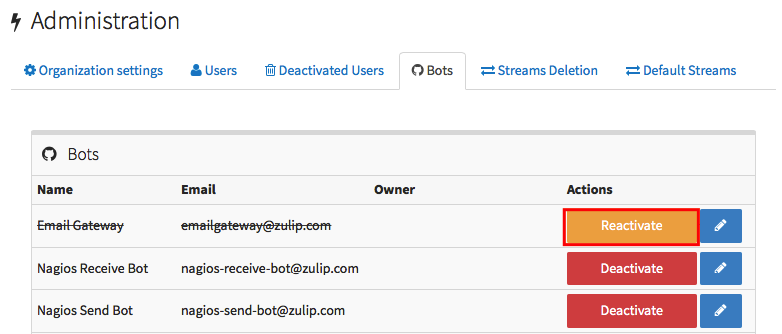 Administration
Organization settings Users Deactivated Users Bots Streams Deletion Default Streams
Bots
Name Email Owner Actions
Email Gateway emailgateway@zulip.com Reactivate
Nagios Receive Bot nagios-receive-bot@zulip.com Deactivate
Nagios Send Bot nagios-send-bot@zulip.com Deactivate